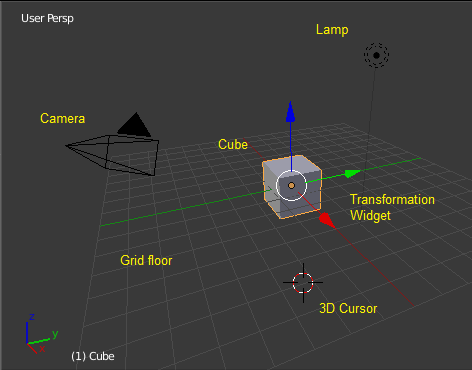 User Persp
Lamp
Camera
Cube
Transformation
Widget
Grid floor
3D Cursor
z
y
x
(1) Cube